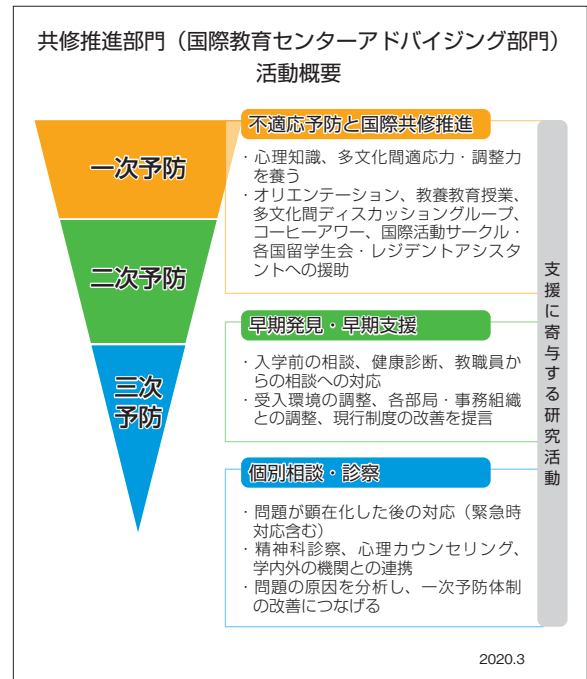 共修推進部門（国際教育センターアドバイジング部門）
活動概要
一次予防
不適応予防と国際共修推進
・心理知識、多文化間適応力・調整力
を養う
・オリエンテーション、教養教育授業、
多文化間ディスカッショングループ、
コーヒーアワー、国際活動サークル・
各国留学生会・レジデントアシスタ
ントへの援助
二次予防
早期発見・早期支援
・入学前の相談、健康診断、教職員か
らの相談への対応
・受入環境の調整、各部局・事務組織
との調整、現行制度の改善を提言
三次
予防
個別相談・診察
・問題が顕在化した後の対応（緊急時
対応含む）
・精神科診察、心理カウンセリング、
学内外の機関との連携
・問題の原因を分析し、一次予防体制
の改善につなげる
支援に寄与する研究活動
2020.3